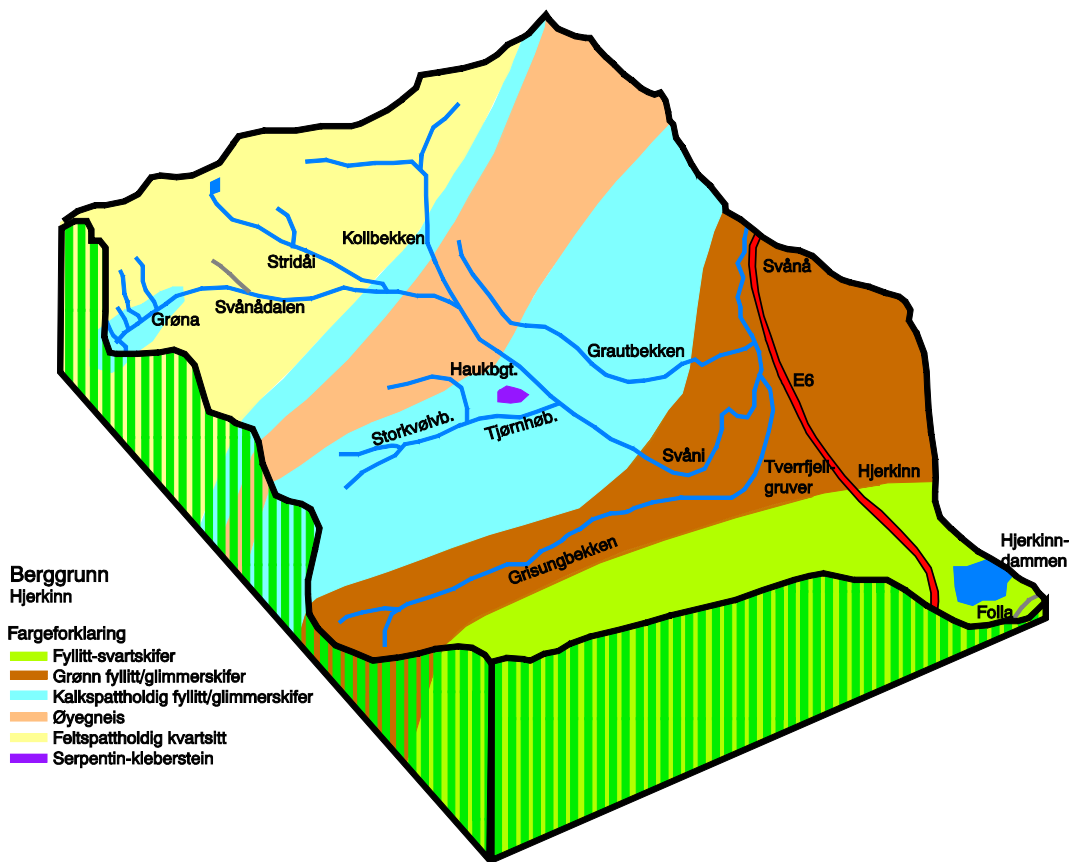 Kollbekken
Stridåi
Svånå
Svånådalen
Grøna
Grautbekken
Haukbgt.
E6
Storkvølvb.
Tjørnhøb.
Svåni
Tverrfjell-
gruver
Hjerkinn
Hjerkinn-
dammen
Grisungbekken
Folla
Berggrunn
Hjerkinn
Fargeforklaring
Fyllitt-svartskifer
Grønn fyllitt/glimmerskifer
Kalkspattholdig fyllitt/glimmerskifer
Øyegneis
Feltspattholdig kvartsitt
Serpentin-kleberstein